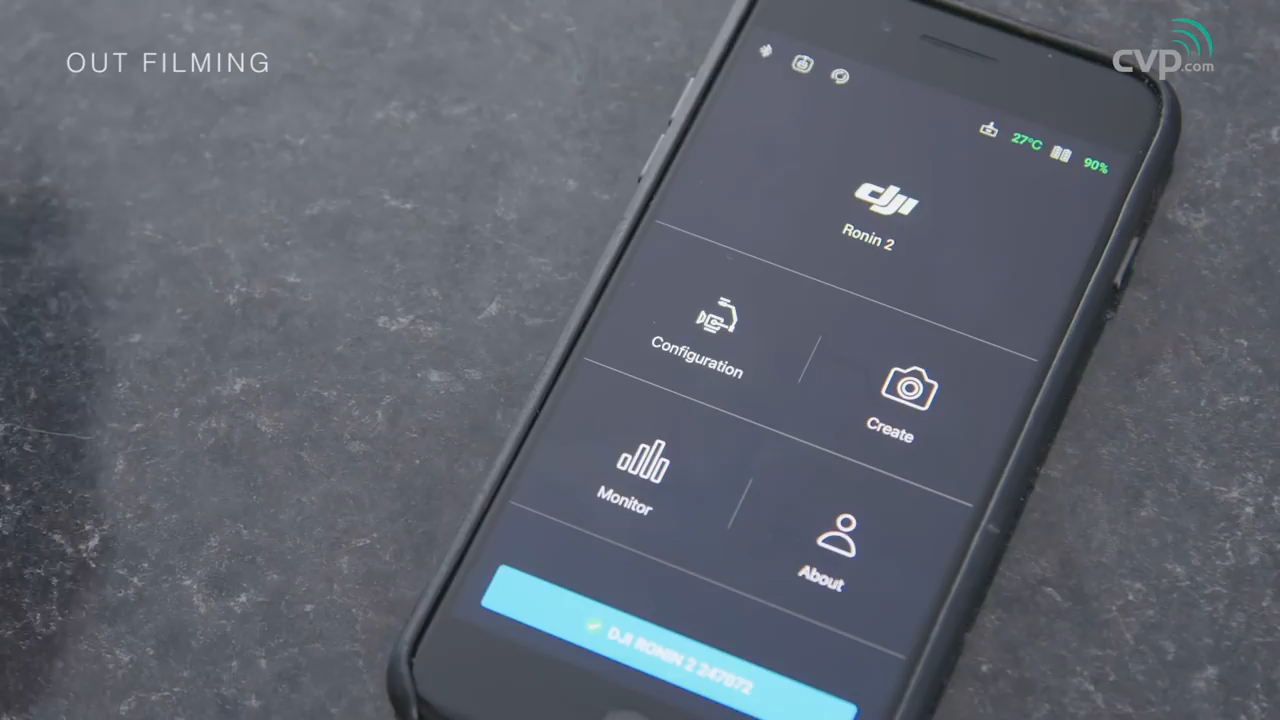 OUT FILMING
cvp.com
27°C 90%
dji
Ronin 2
Configuration
Create
Monitor
About
DJI RONIN 2 247072